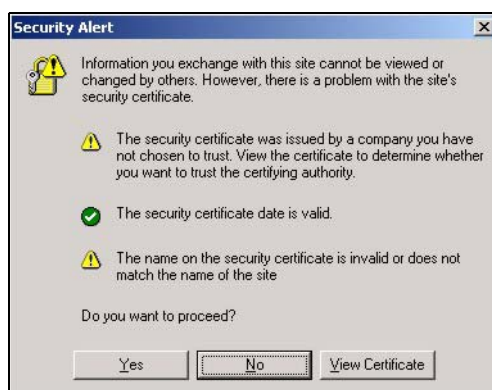 Security Alert
Information you exchange with this site cannot be viewed or
changed by others. However, there is a problem with the site's
security certificate.
The security certificate was issued by a company you have
not chosen to trust. View the certificate to determine whether
you want to trust the certifying authority.
The security certificate date is valid.
The name on the security certificate is invalid or does not
match the name of the site
Do you want to proceed?
Yes No View Certificate